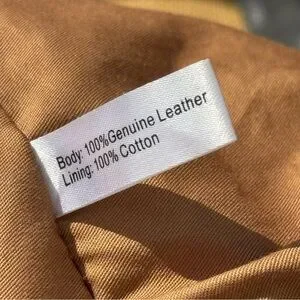 Body: 100%Genuine Leather
Lining: 100% Cotton